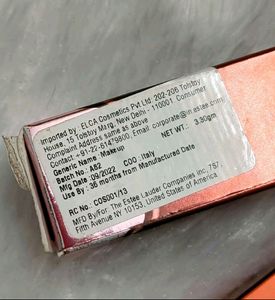 Imported by : ELCA Cosmetics Pvt Ltd. 202-206 Tolstoy
House, 15 Tolstoy Marg, New Delhi - 110001. Consumer
Complaint Address same as above
Contact :+91-22-61479800, Email :corporate@in.estee.com
Generic Name: Makeup NET WT.: 3.30gm
Batch No.: AB2
Mfg Date: 09/2022 COO .:Italy
Use By : 36 months from Manufactured Date
RC No.: COS001/13
MFD By/For: The Estee Lauder Companies Inc.,767,
Fifth Avenue NY 10153, United States of America